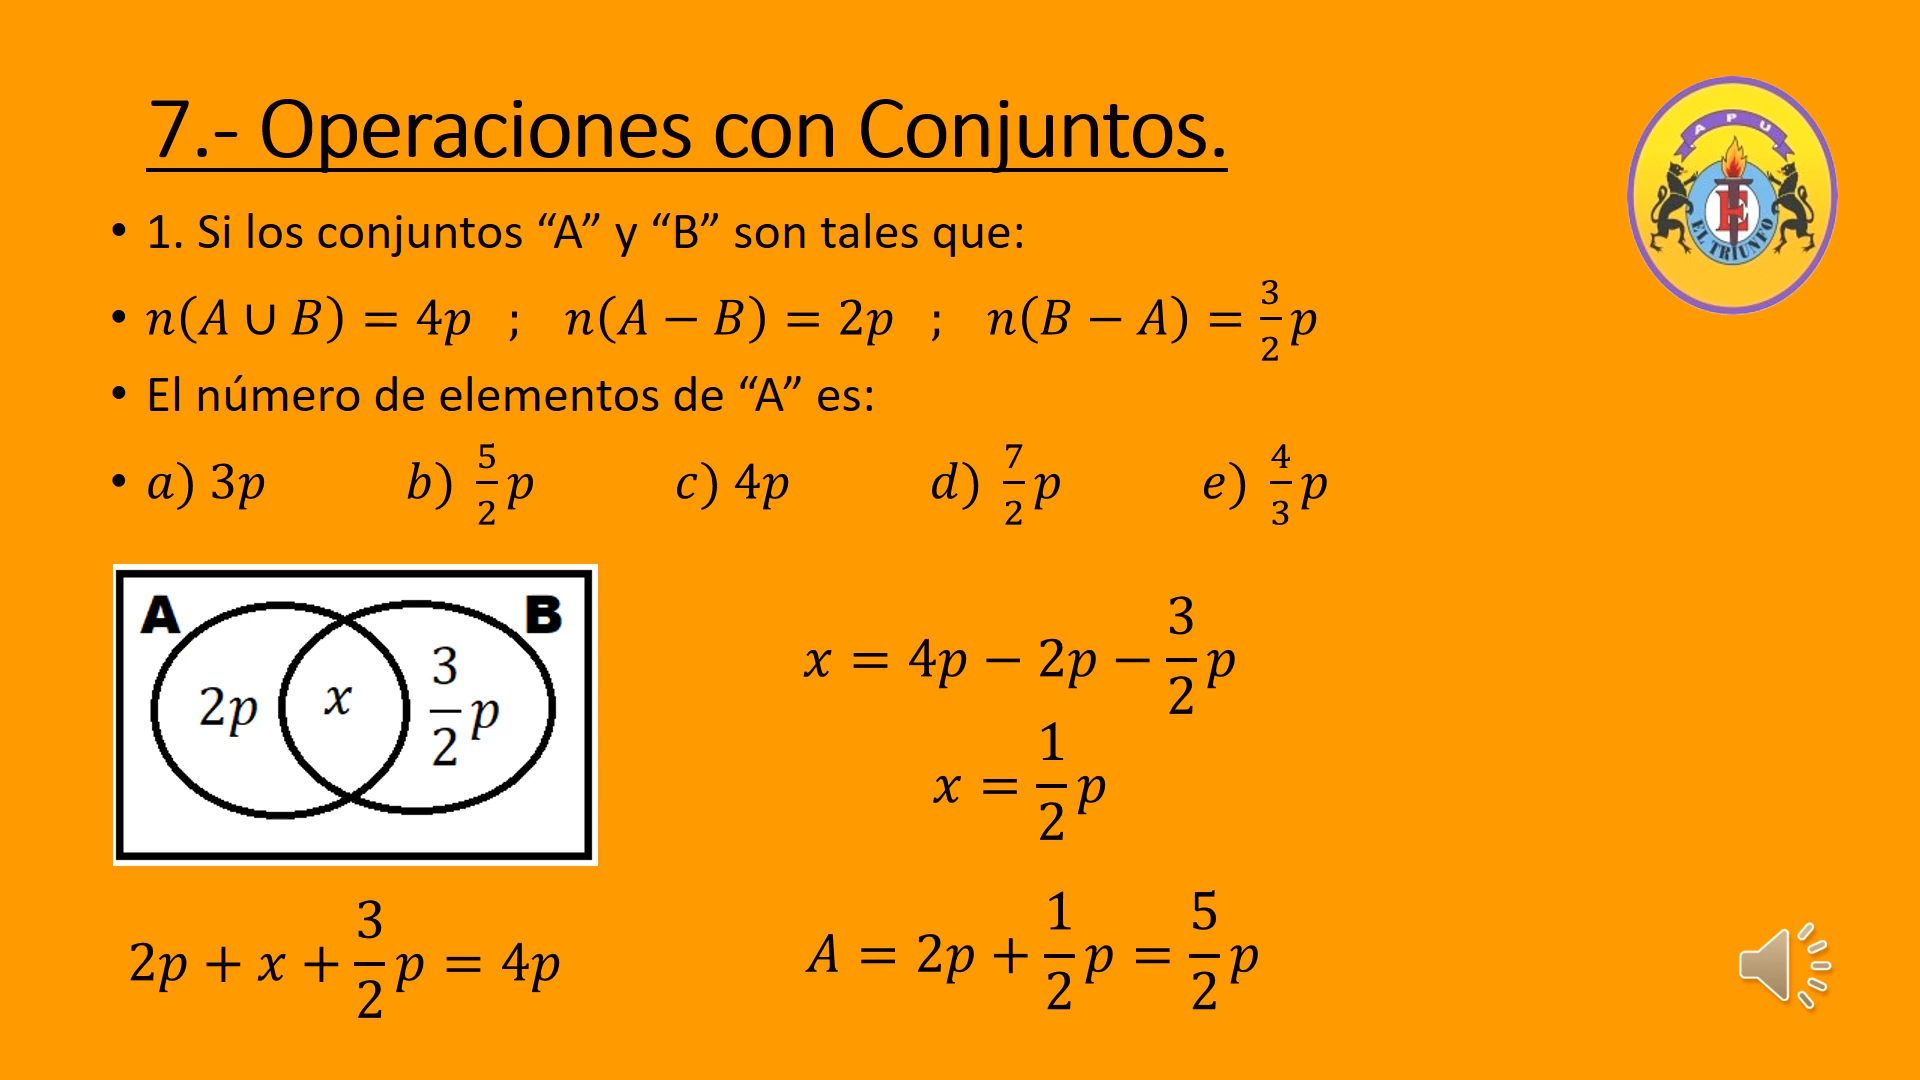 7.- Operaciones con Conjuntos.
A P U
E
EL TRIUNFO
• 1. Si los conjuntos “A” y “B” son tales que:
• n(A ∪ B) = 4p ; n(A − B) = 2p ; n(B − A) = 3/2 p
• El número de elementos de “A” es:
• a) 3p b) 5/2 p c) 4p d) 7/2 p e) 4/3 p
A B
2p x 3/2 p
2p + x + 3/2 p = 4p
x = 4p − 2p − 3/2 p
x = 1/2 p
A = 2p + 1/2 p = 5/2 p